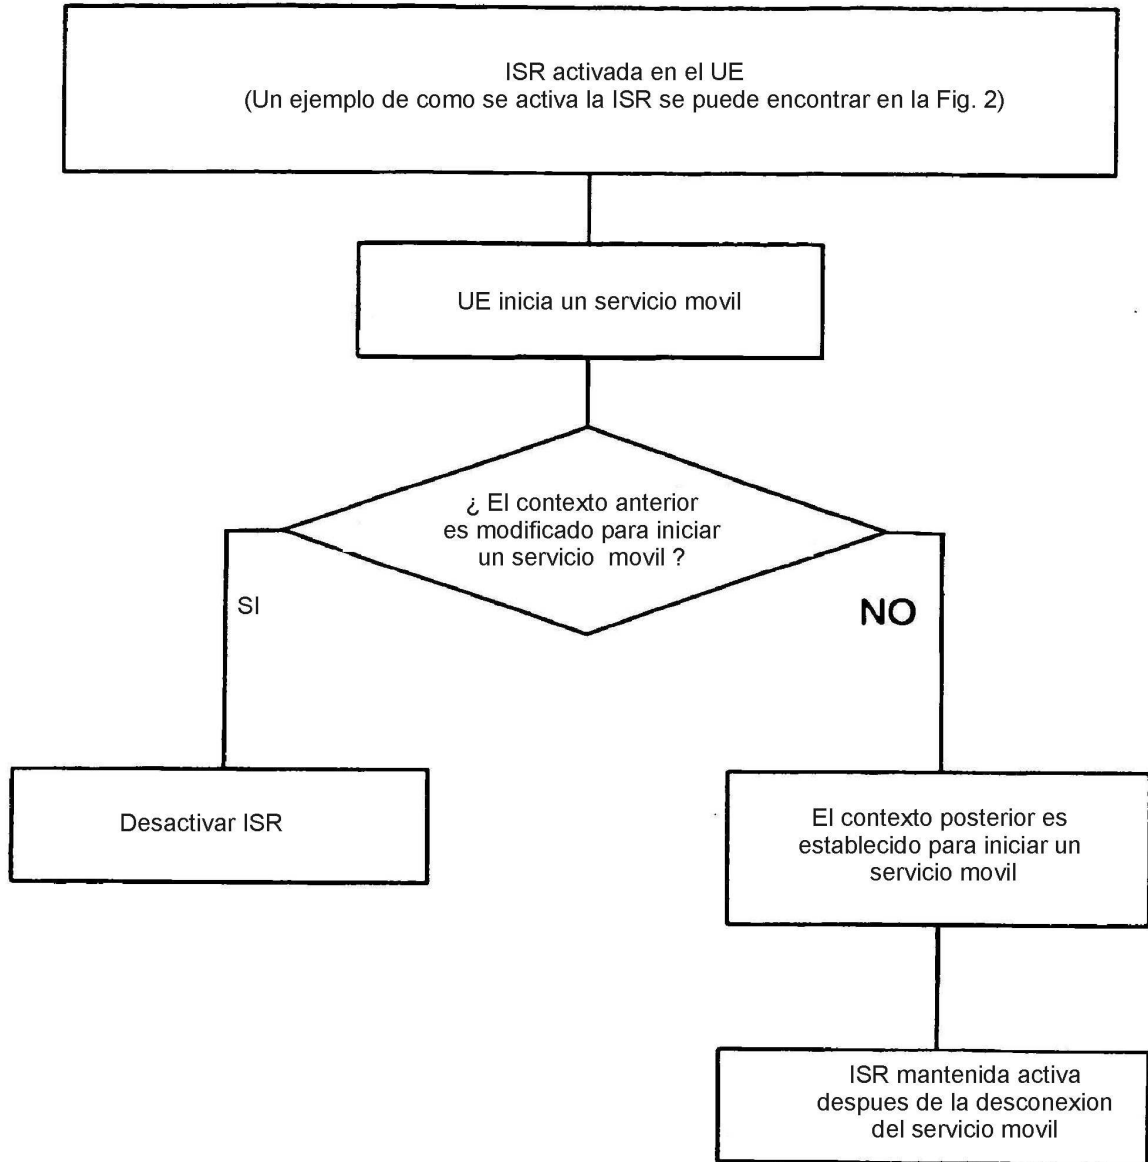 ISR activada en el UE
(Un ejemplo de como se activa la ISR se puede encontrar en la Fig. 2)
UE inicia un servicio movil
¿ El contexto anterior
es modificado para iniciar
un servicio movil ?
SI
NO
Desactivar ISR
El contexto posterior es
establecido para iniciar un
servicio movil
ISR mantenida activa
despues de la desconexion
del servicio movil